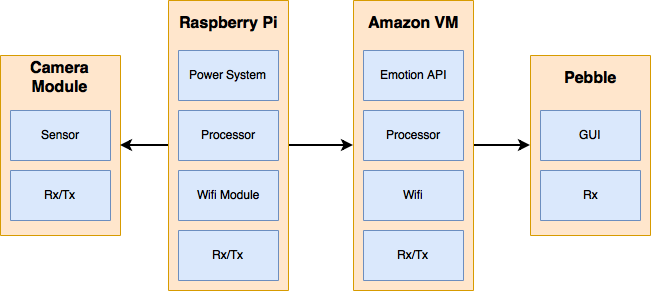 Camera
Module
Sensor
Rx/Tx
Raspberry Pi
Power System
Processor
Wifi Module
Rx/Tx
Amazon VM
Emotion API
Processor
Wifi
Rx/Tx
Pebble
GUI
Rx